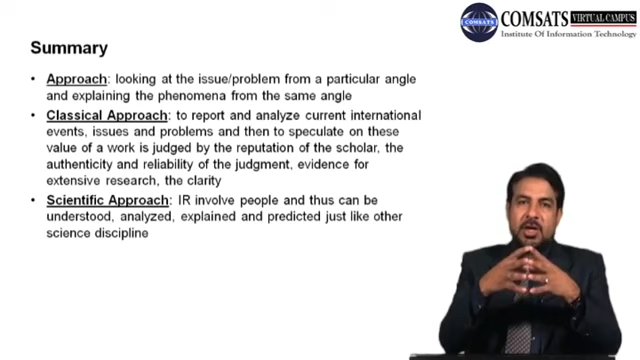 COMSATS VIRTUAL CAMPUS
Institute Of Information Technology
Summary
• Approach: looking at the issue/problem from a particular angle
and explaining the phenomena from the same angle
• Classical Approach: to report and analyze current international
events, issues and problems and then to speculate on these
value of a work is judged by the reputation of the scholar, the
authenticity and reliability of the judgment, evidence for
extensive research, the clarity
• Scientific Approach: IR involve people and thus can be
understood, analyzed, explained and predicted just like other
science discipline